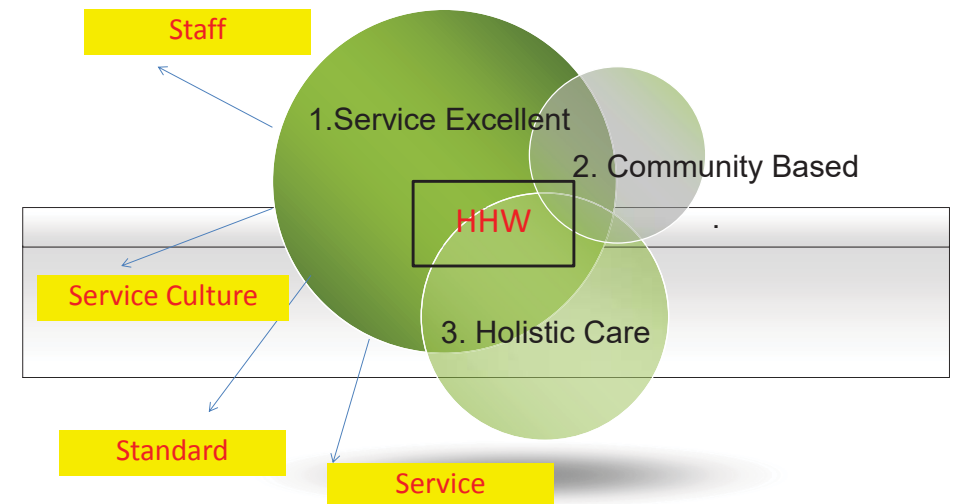 Staff
1.Service Excellent
2. Community Based
HHW
.
Service Culture
3. Holistic Care
Standard
Service